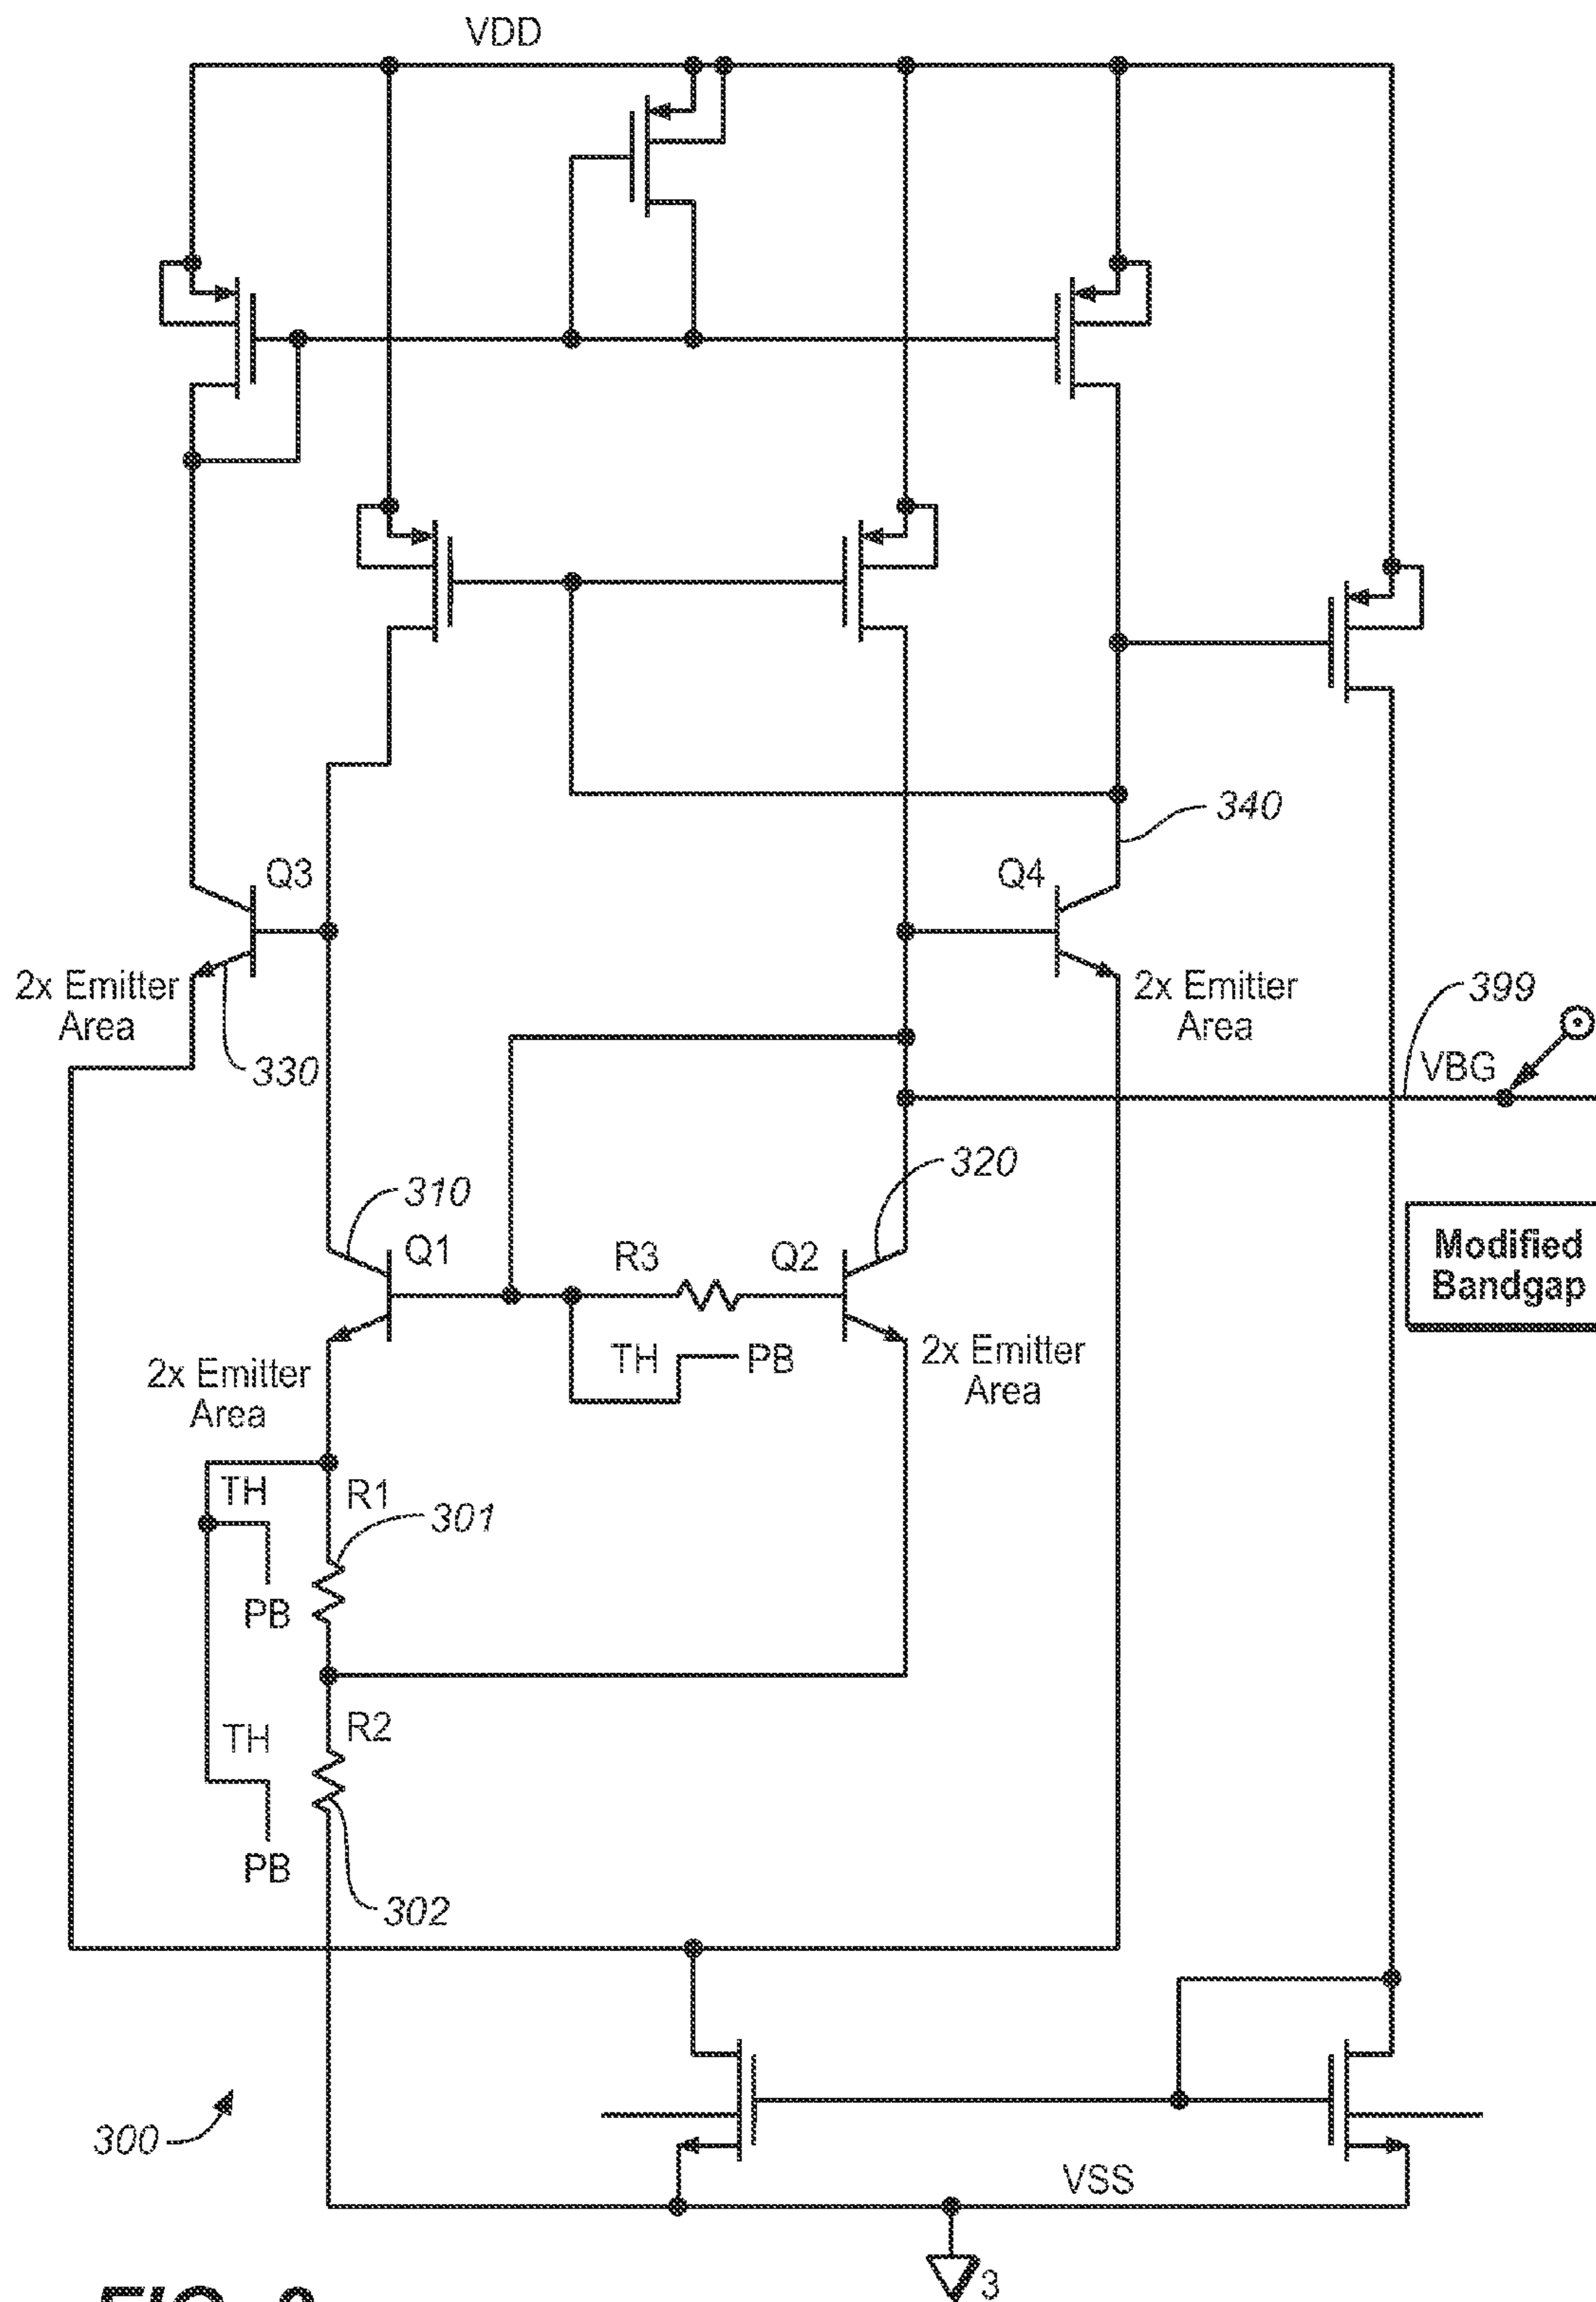 VDD
340
Q3
Q4
2x Emitter
Area
330
2x Emitter
Area
399
VBG
310
320
Q1
R3
Q2
Modified
Bandgap
TH
PB
2x Emitter
Area
2x Emitter
Area
TH
R1
301
PB
TH
R2
PB
302
300
VSS
3